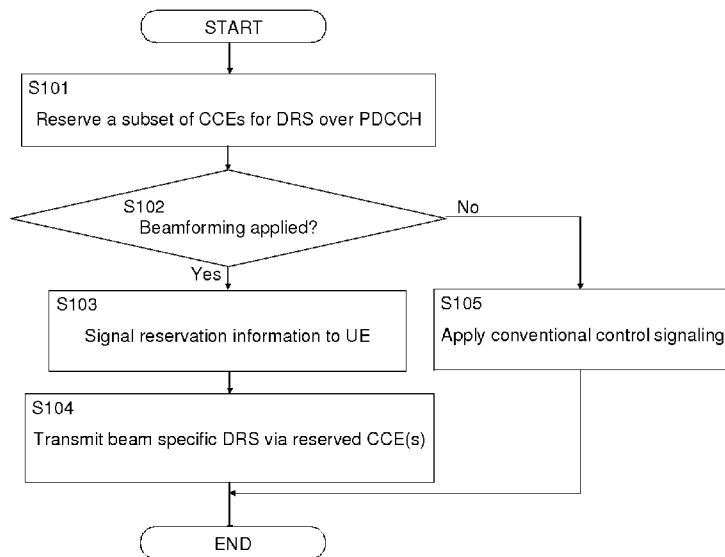 START
S101
Reserve a subset of CCEs for DRS over PDCCH
S102
Beamforming applied?
No
Yes
S103
Signal reservation information to UE
S105
Apply conventional control signaling
S104
Transmit beam specific DRS via reserved CCE(s)
END